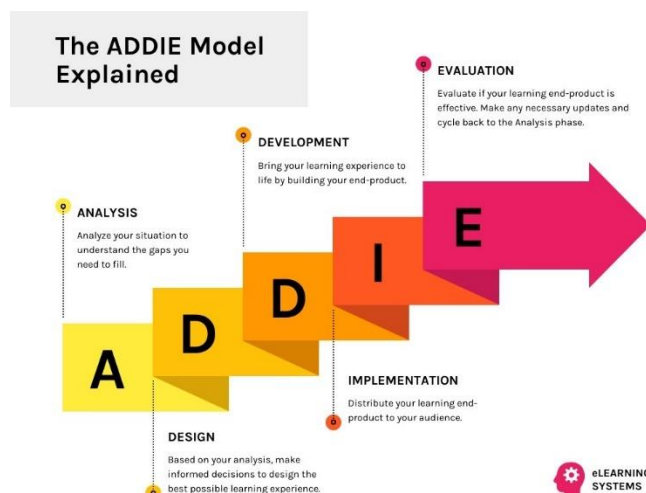 The ADDIE Model
Explained
EVALUATION
Evaluate if your learning end-product is
effective. Make any necessary updates and
cycle back to the Analysis phase.
DEVELOPMENT
Bring your learning experience to
life by building your end-product.
ANALYSIS
Analyze your situation to
understand the gaps you
need to fill.
A
D
D
I
E
IMPLEMENTATION
Distribute your learning end-
product to your audience.
DESIGN
Based on your analysis, make
informed decisions to design the
best possible learning experience.
eLEARNING
SYSTEMS